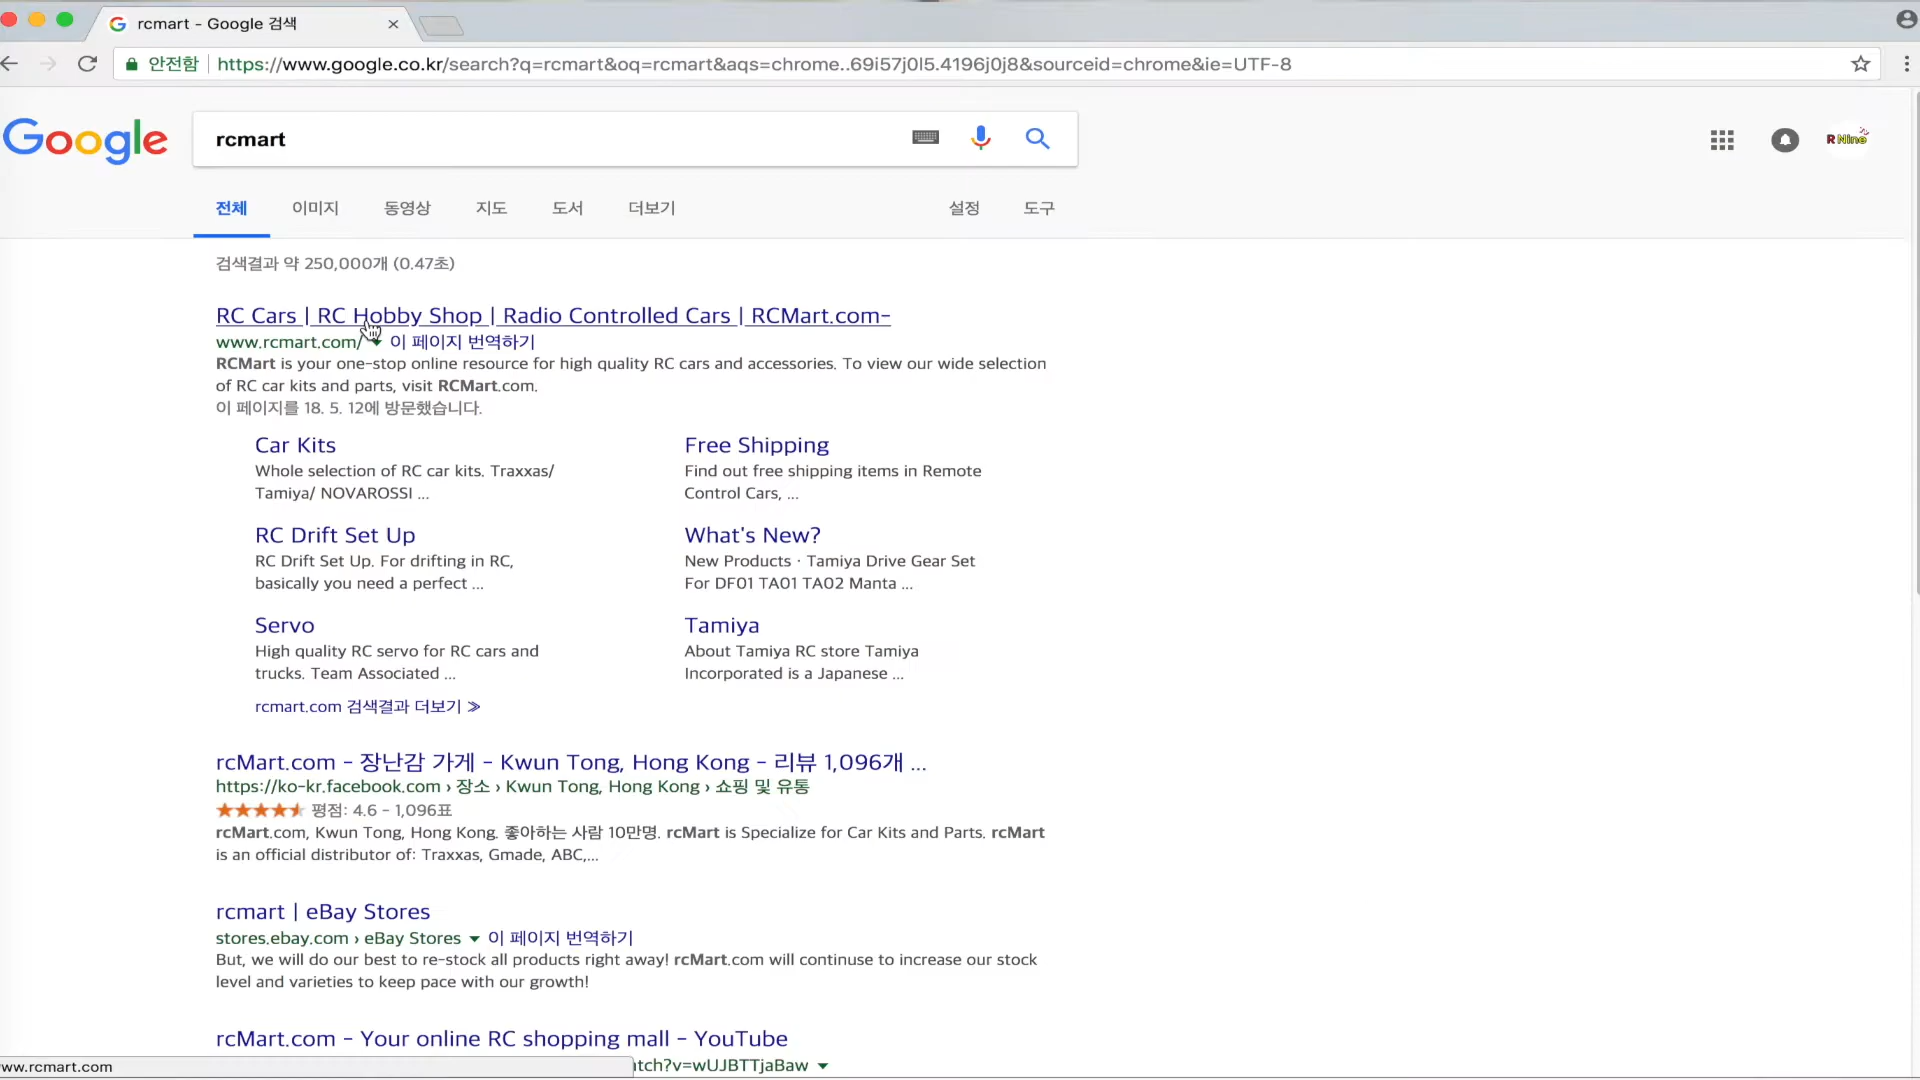 rcmart - Google 검색
안전함 | https://www.google.co.kr/search?q=rcmart&oq=rcmart&aqs=chrome..69i57j0l5.4196j0j8&sourceid=chrome&ie=UTF-8
Google
rcmart
R Nine TV
전체 이미지 동영상 지도 도서 더보기 설정 도구
검색결과 약 250,000개 (0.47초)
RC Cars | RC Hobby Shop | Radio Controlled Cars | RCMart.com-
www.rcmart.com/ 이 페이지 번역하기
RCMart is your one-stop online resource for high quality RC cars and accessories. To view our wide selection
of RC car kits and parts, visit RCMart.com.
이 페이지를 18. 5. 12에 방문했습니다.
Car Kits
Whole selection of RC car kits. Traxxas/
Tamiya/ NOVAROSSI ...
Free Shipping
Find out free shipping items in Remote
Control Cars, ...
RC Drift Set Up
RC Drift Set Up. For drifting in RC,
basically you need a perfect ...
What's New?
New Products · Tamiya Drive Gear Set
For DF01 TA01 TA02 Manta ...
Servo
High quality RC servo for RC cars and
trucks. Team Associated ...
Tamiya
About Tamiya RC store Tamiya
Incorporated is a Japanese ...
rcmart.com 검색결과 더보기 ≫
rcMart.com - 장난감 가게 - Kwun Tong, Hong Kong - 리뷰 1,096개 ...
https://ko-kr.facebook.com › 장소 › Kwun Tong, Hong Kong › 쇼핑 및 유통
평점: 4.6 - 1,096표
rcMart.com, Kwun Tong, Hong Kong. 좋아하는 사람 10만명. rcMart is Specialize for Car Kits and Parts. rcMart
is an official distributor of: Traxxas, Gmade, ABC,...
rcmart | eBay Stores
stores.ebay.com › eBay Stores 이 페이지 번역하기
But, we will do our best to re-stock all products right away! rcMart.com will continuse to increase our stock
level and varieties to keep pace with our growth!
rcMart.com - Your online RC shopping mall - YouTube
ww.rcmart.com
tch?v=wUJBTTjaBaw